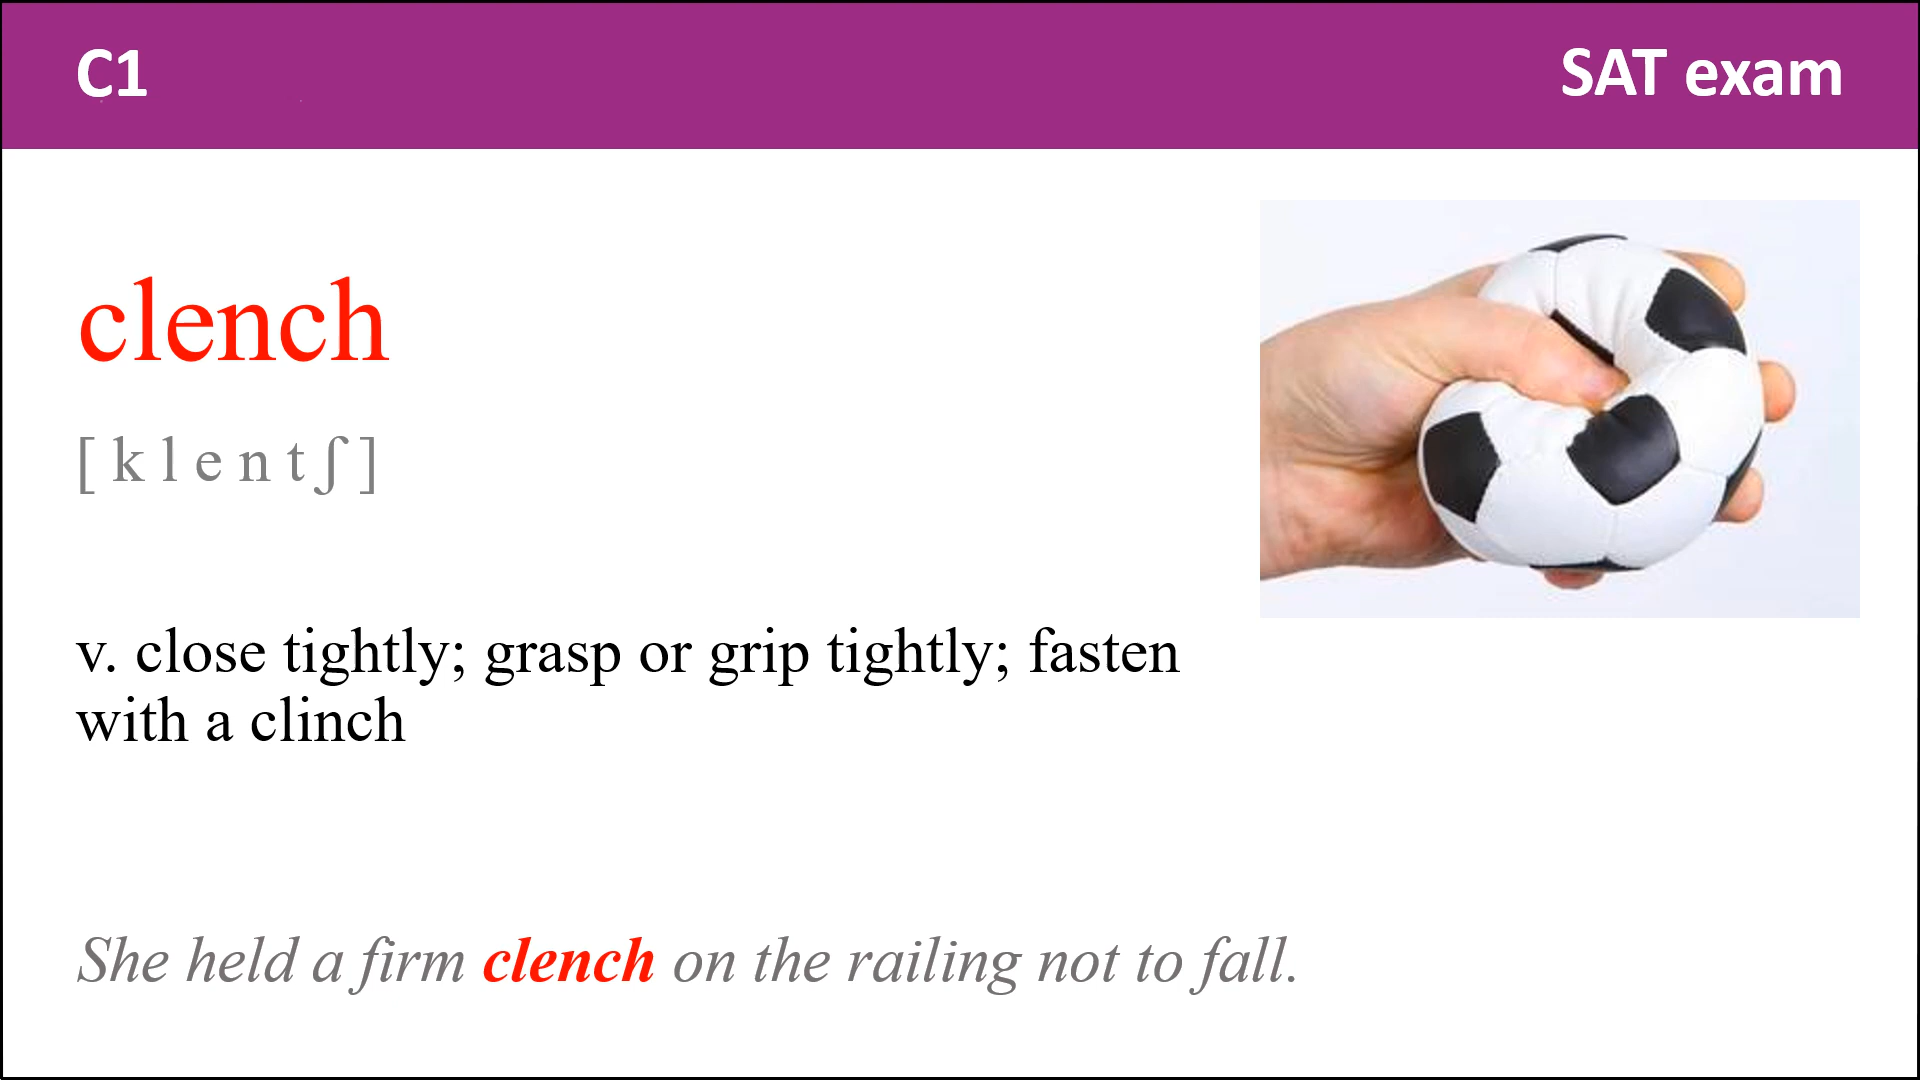 C1
SAT exam
clench
[ k l e n t ʃ ]
v. close tightly; grasp or grip tightly; fasten
with a clinch
She held a firm clench on the railing not to fall.